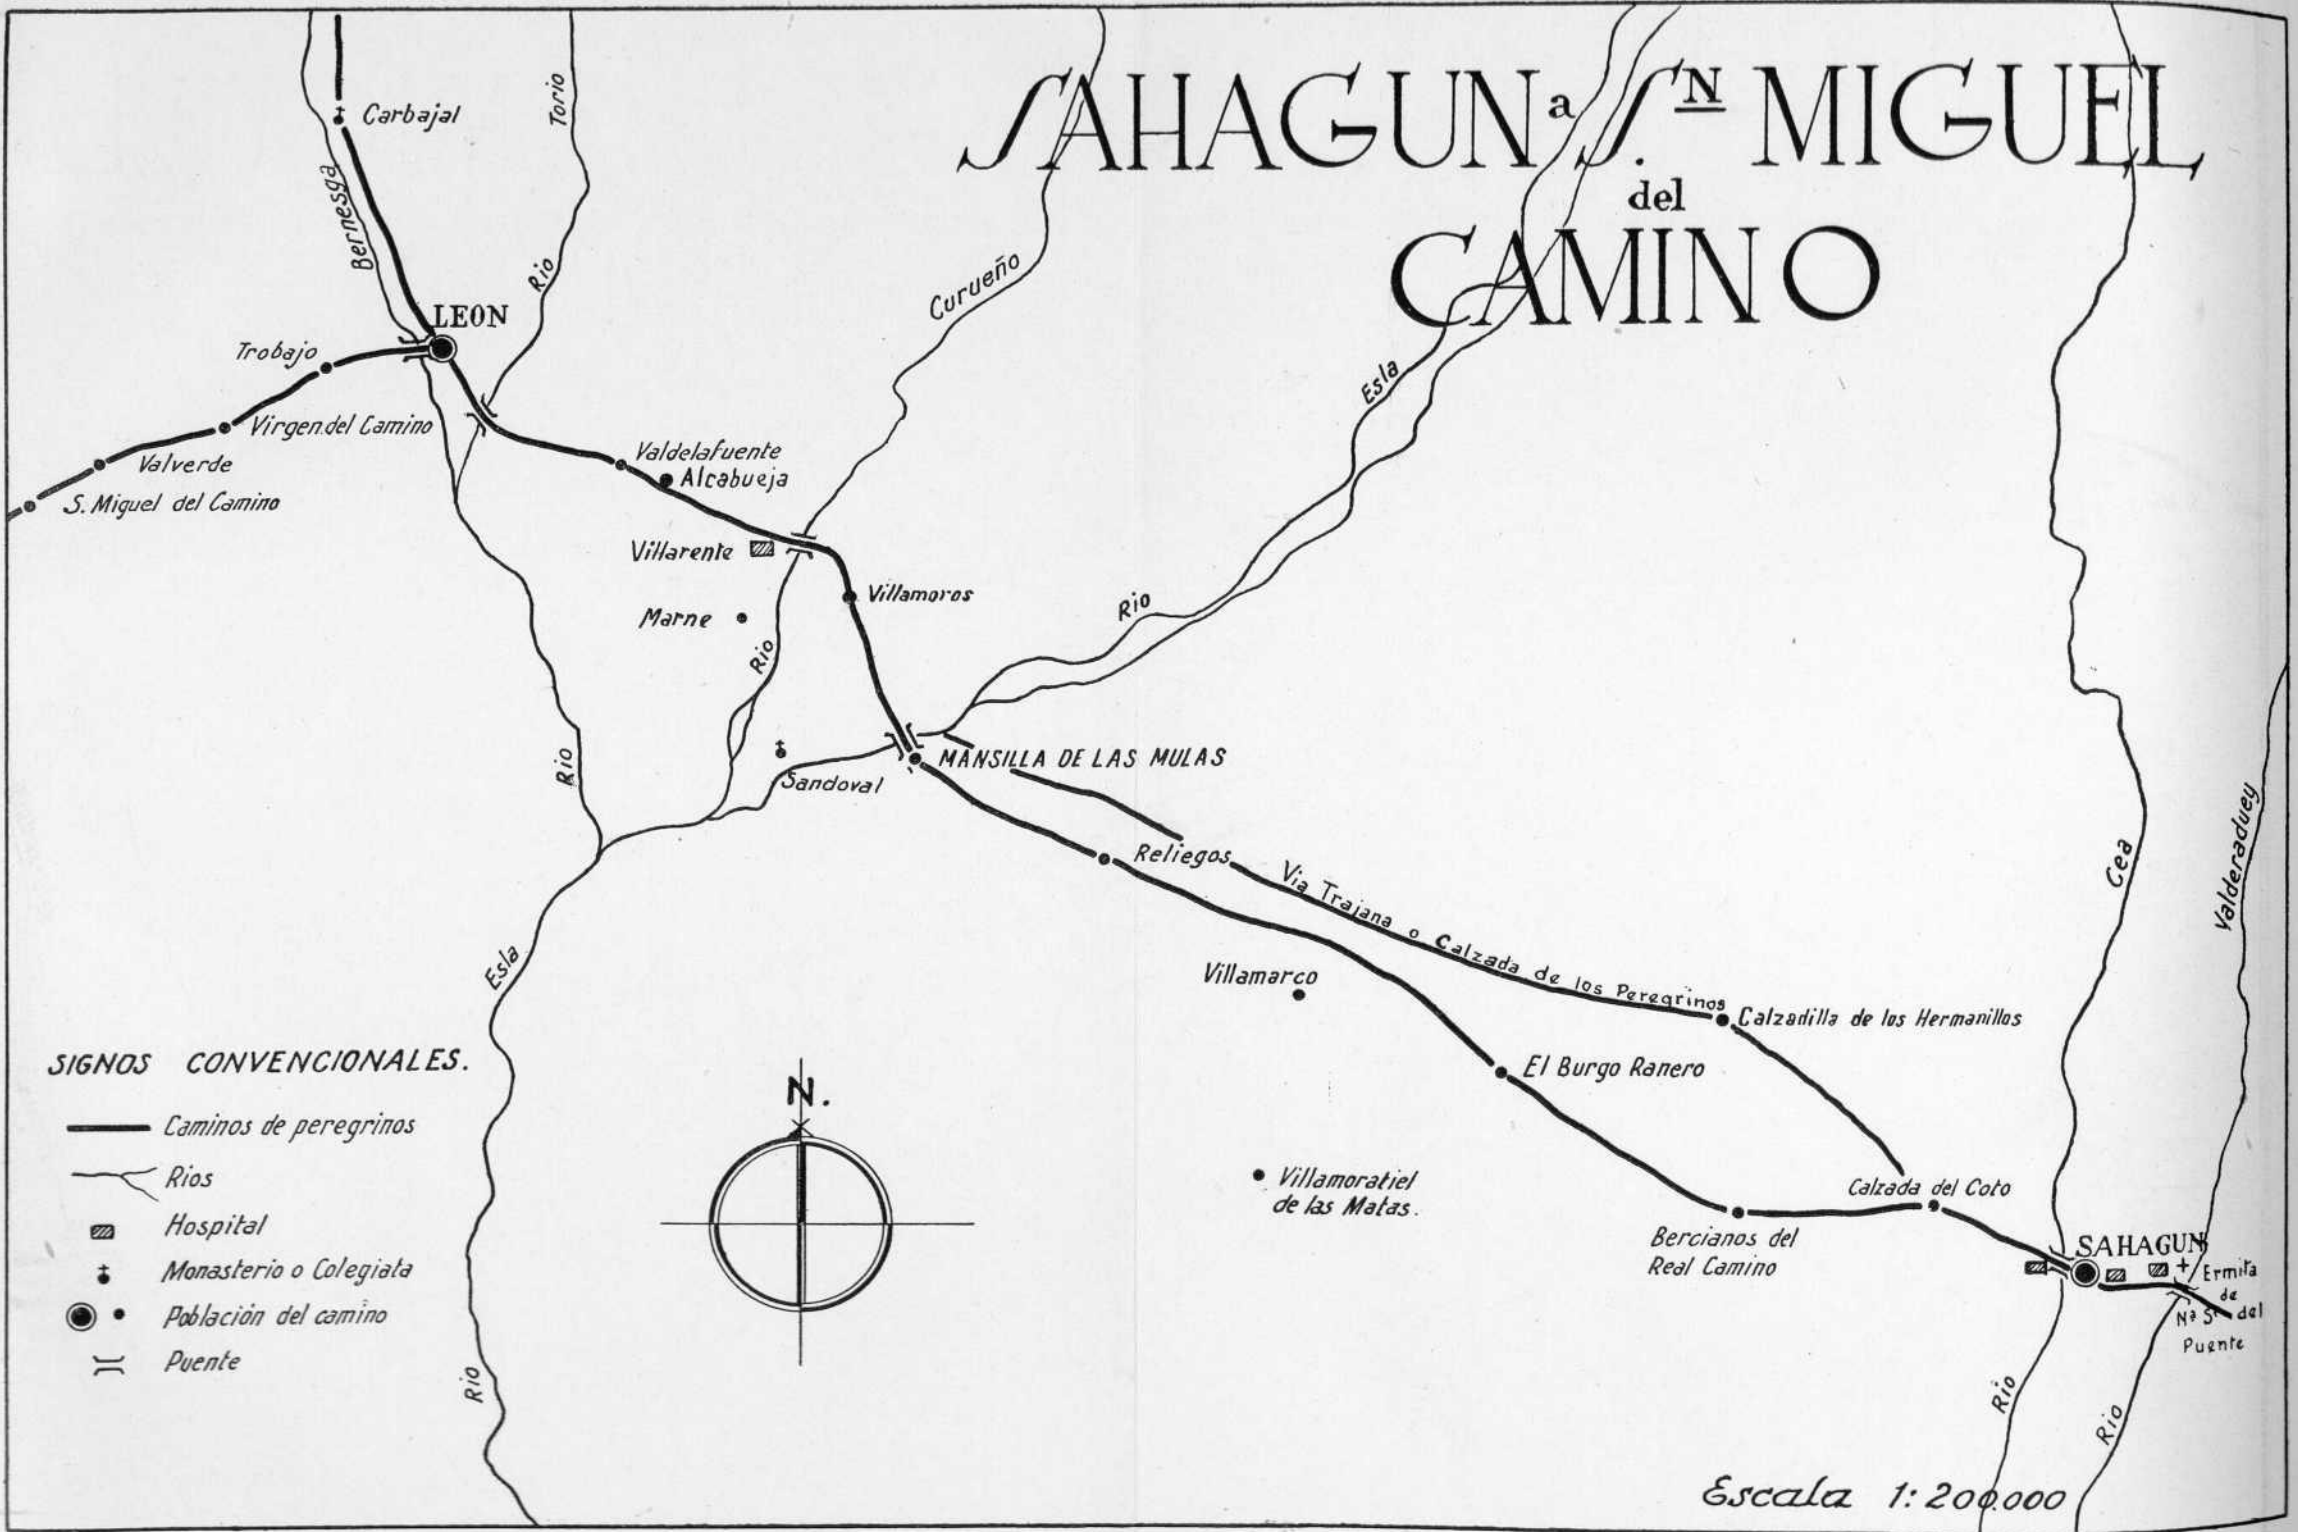 SAHAGUN a S.N MIGUEL
del
CAMINO
Carbajal
Torio
Bernesga
Rio
Curueño
LEON
Trobajo
Virgen del Camino
Valverde
S. Miguel del Camino
Valdelafuente
Alcabueja
Esla
Villarente
Villamoros
Marne
Rio
Rio
Rio
MANSILLA DE LAS MULAS
Sandoval
Reliegos
Via Trajana o Calzada de los Peregrinos
Cea
Valderaduey
Esla
Villamarco
Calzadilla de los Hermanillos
El Burgo Ranero
Villamoratiel
de las Matas.
Calzada del Coto
Bercianos del
Real Camino
SAHAGUN
Ermita
de
Nª Sª del
Puente
Rio
Rio
Rio
SIGNOS CONVENCIONALES.
Caminos de peregrinos
Rios
Hospital
Monasterio o Colegiata
Población del camino
Puente
N.
Escala 1:200.000